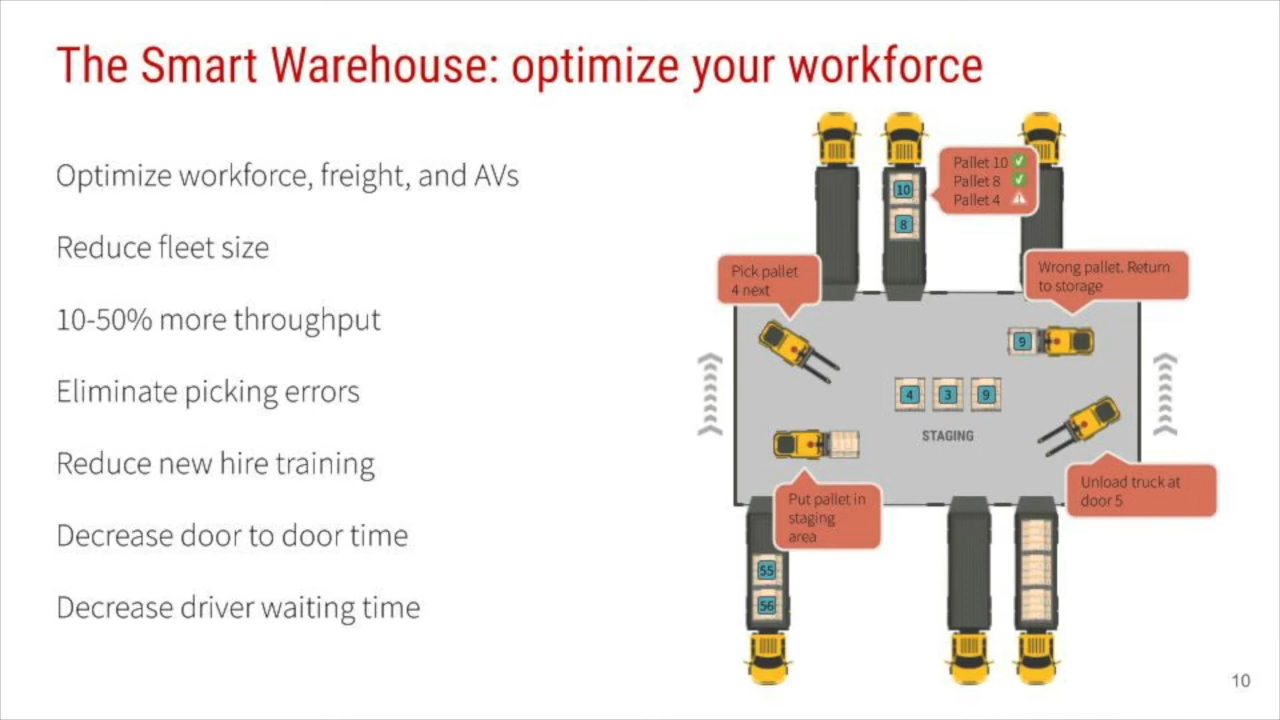 The Smart Warehouse: optimize your workforce
Optimize workforce, freight, and AVs
Reduce fleet size
10-50% more throughput
Eliminate picking errors
Reduce new hire training
Decrease door to door time
Decrease driver waiting time
Pallet 10
Pallet 8
Pallet 4
10
8
Pick pallet
4 next
Wrong pallet. Return
to storage
9
4 3 9
STAGING
Unload truck at
door 5
Put pallet in
staging
area
55
56
10